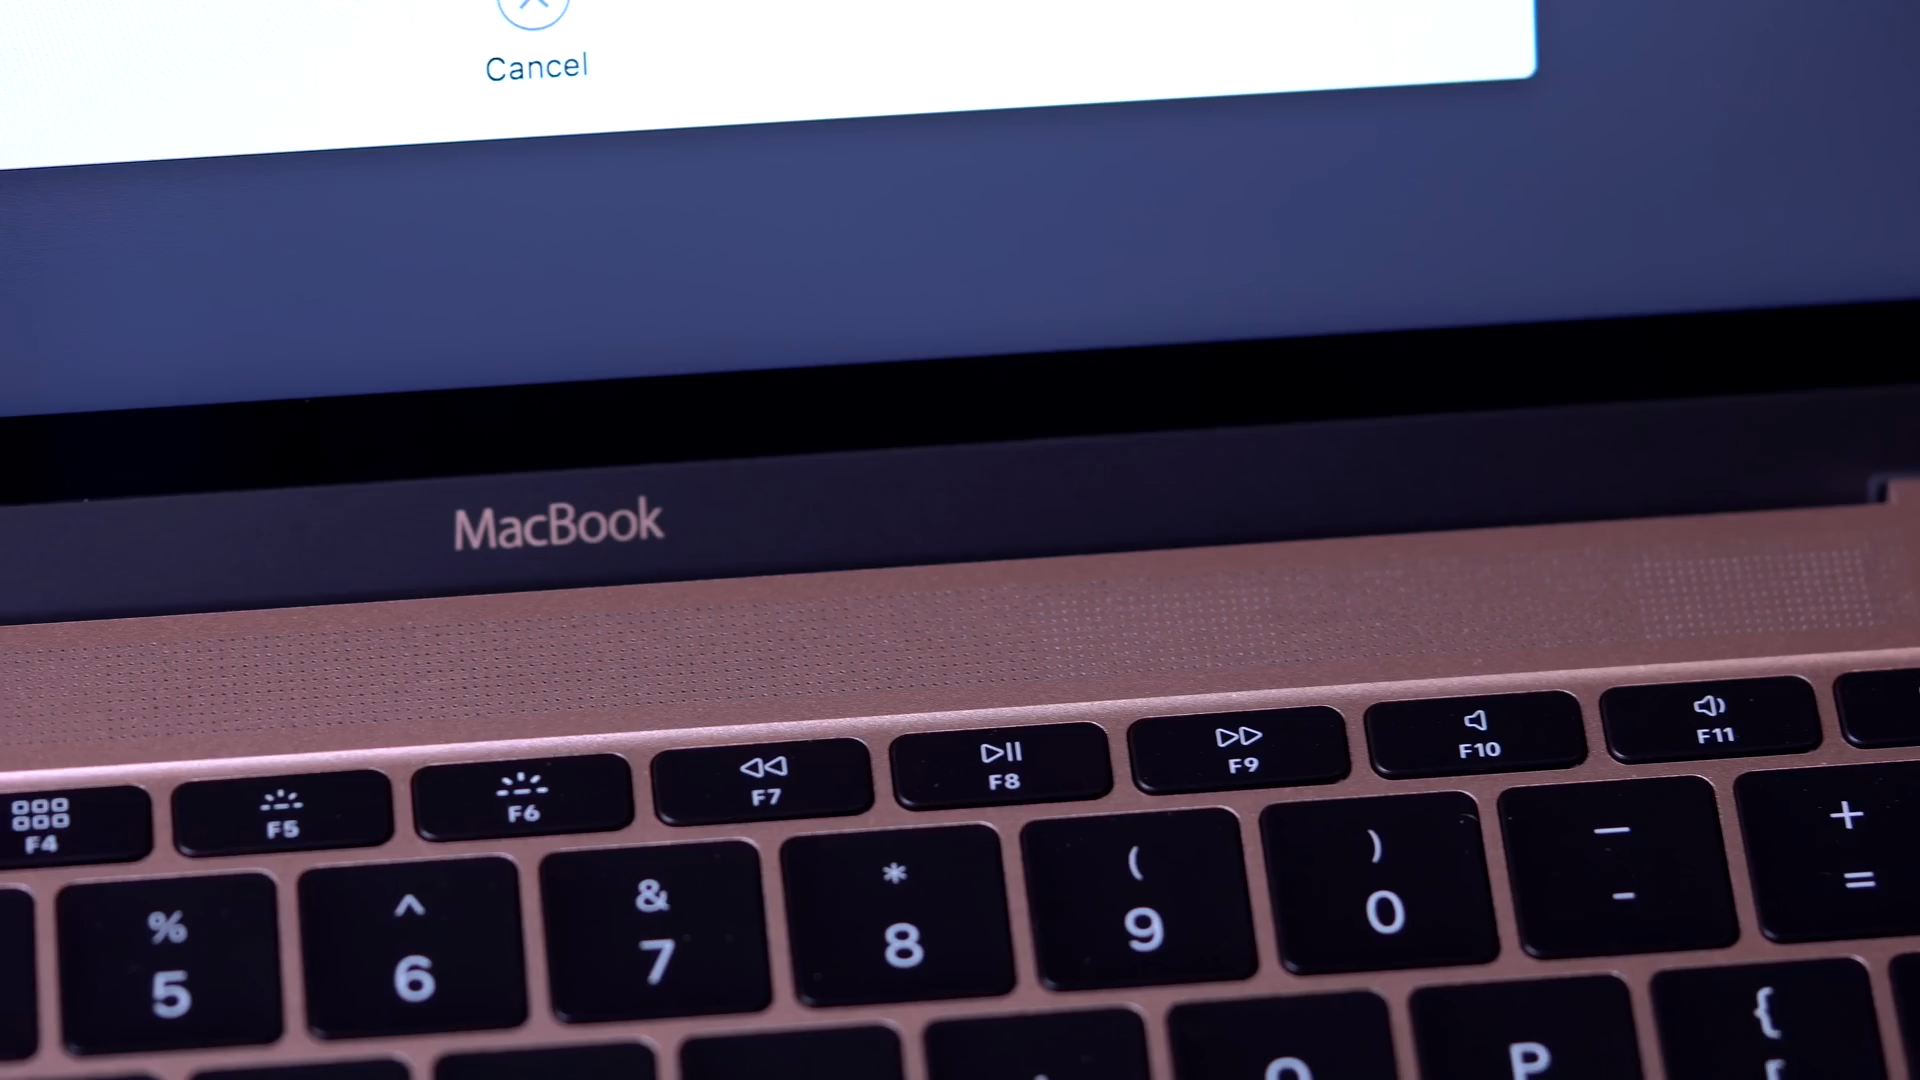 Cancel
MacBook
F4 F5 F6 F7 F8 F9 F10 F11
% ^ & * ( ) — +
5 6 7 8 9 0 - =
O P {